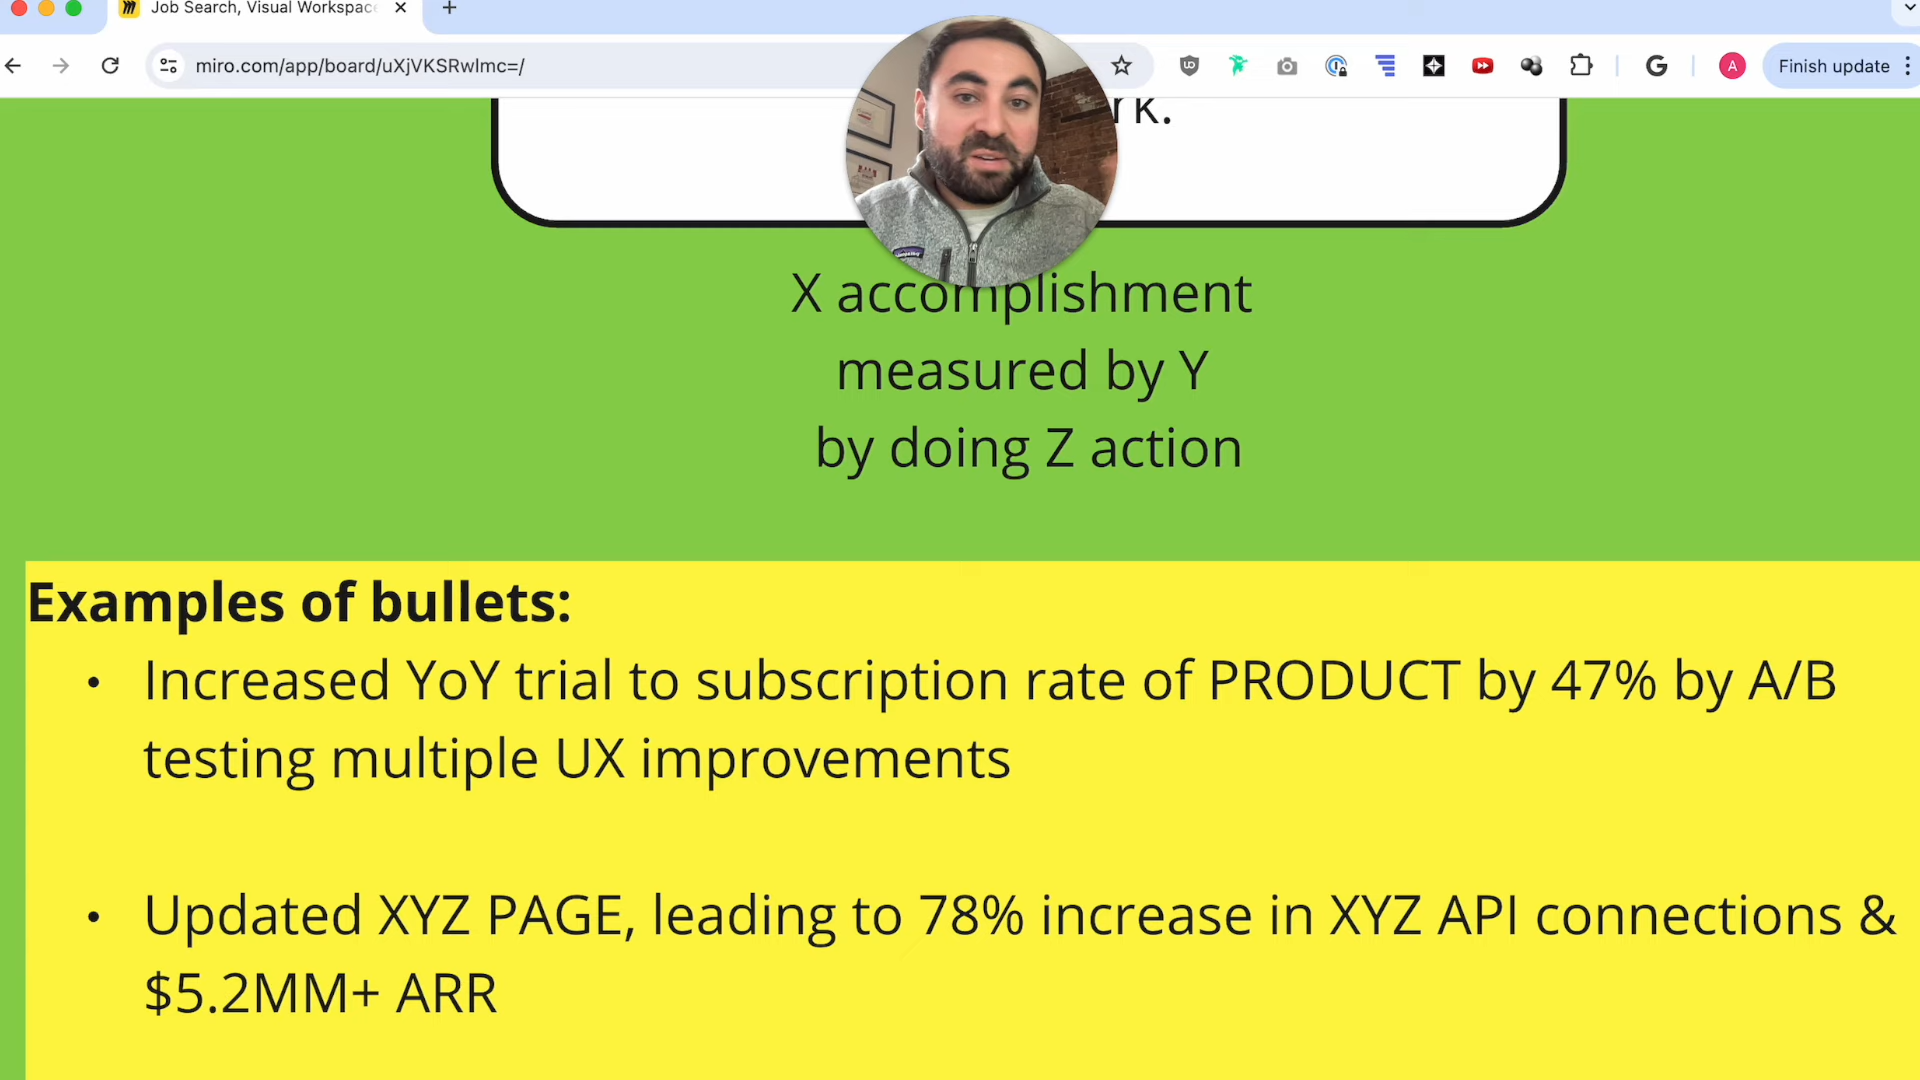 Job Search, Visual Workspace
miro.com/app/board/uXjVKSRwlmc=/
Finish update
rk.
X accomplishment
measured by Y
by doing Z action
Examples of bullets:
• Increased YoY trial to subscription rate of PRODUCT by 47% by A/B
testing multiple UX improvements
• Updated XYZ PAGE, leading to 78% increase in XYZ API connections &
$5.2MM+ ARR